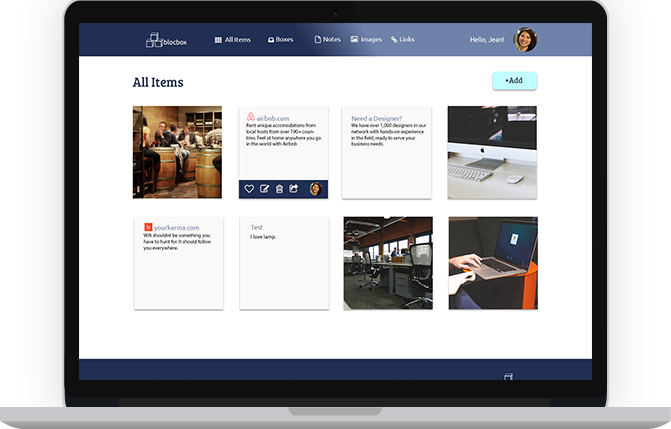 blocbox
All Items
Boxes
Notes
Images
Links
Hello, Jean!
All Items
+Add
airbnb.com
Rent unique accomodations from
local hosts from over 190+ coun-
tries. Feel at home anywhere you go
in the world with Airbnb
Need a Designer?
We have over 1,000 designers in our
network with hands-on experience
in the field, ready to serve your
business needs.
yourkarma.com
Wifi shouldnt be something you
have to hunt for. It should follow
you everywhere.
Test
I love lamp.